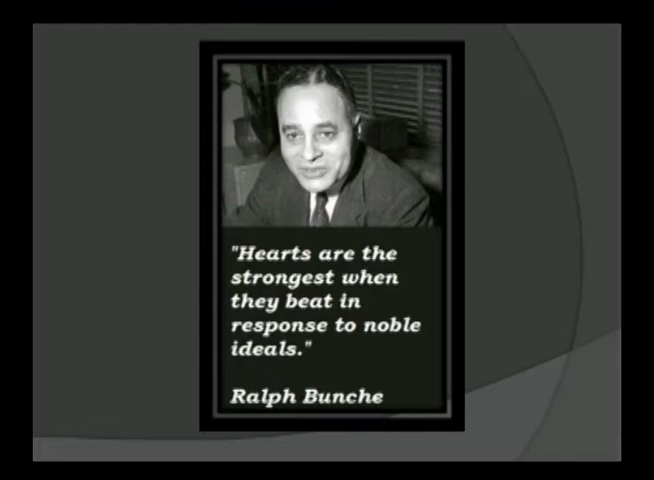 "Hearts are the
strongest when
they beat in
response to noble
ideals."
Ralph Bunche